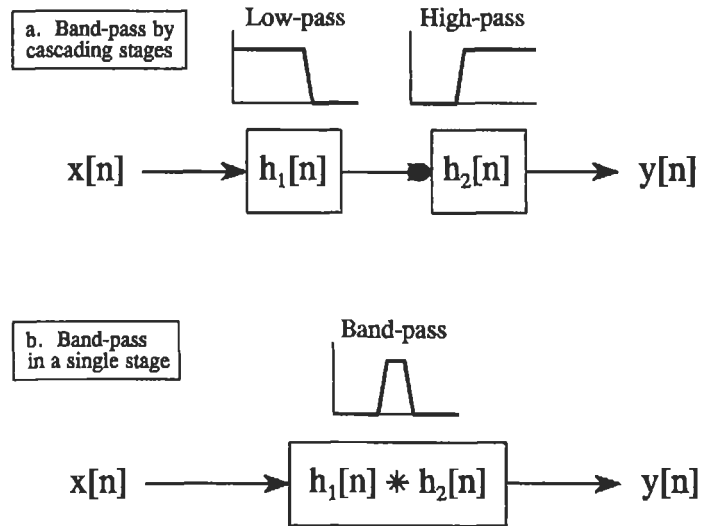 a. Band-pass by
cascading stages
Low-pass
High-pass
x[n]
h₁[n]
h₂[n]
y[n]
b. Band-pass
in a single stage
Band-pass
x[n]
h₁[n] ∗ h₂[n]
y[n]